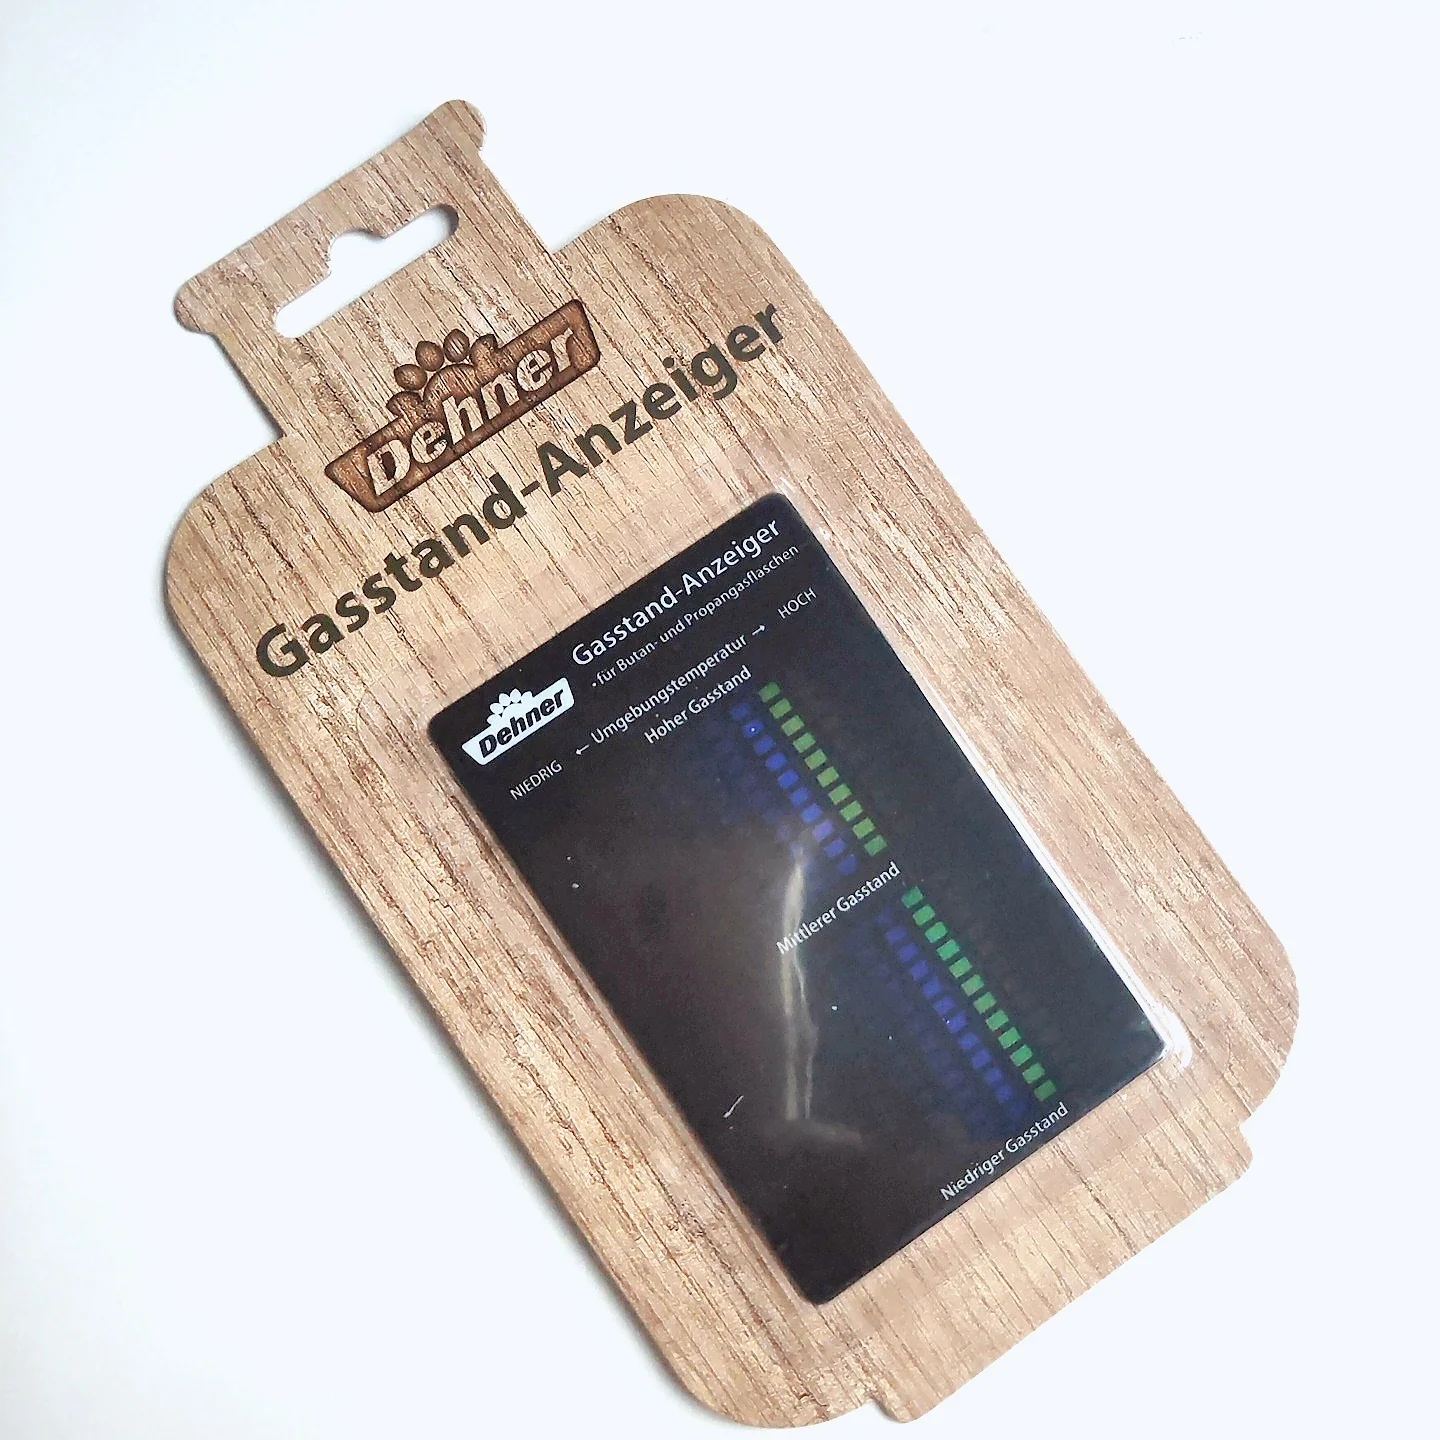 Dehner
Gasstand-Anzeiger
Dehner
Gasstand-Anzeiger
für Butan- und Propangasflaschen
NIEDRIG ← Umgebungstemperatur → HOCH
Hoher Gasstand
Mittlerer Gasstand
Niedriger Gasstand